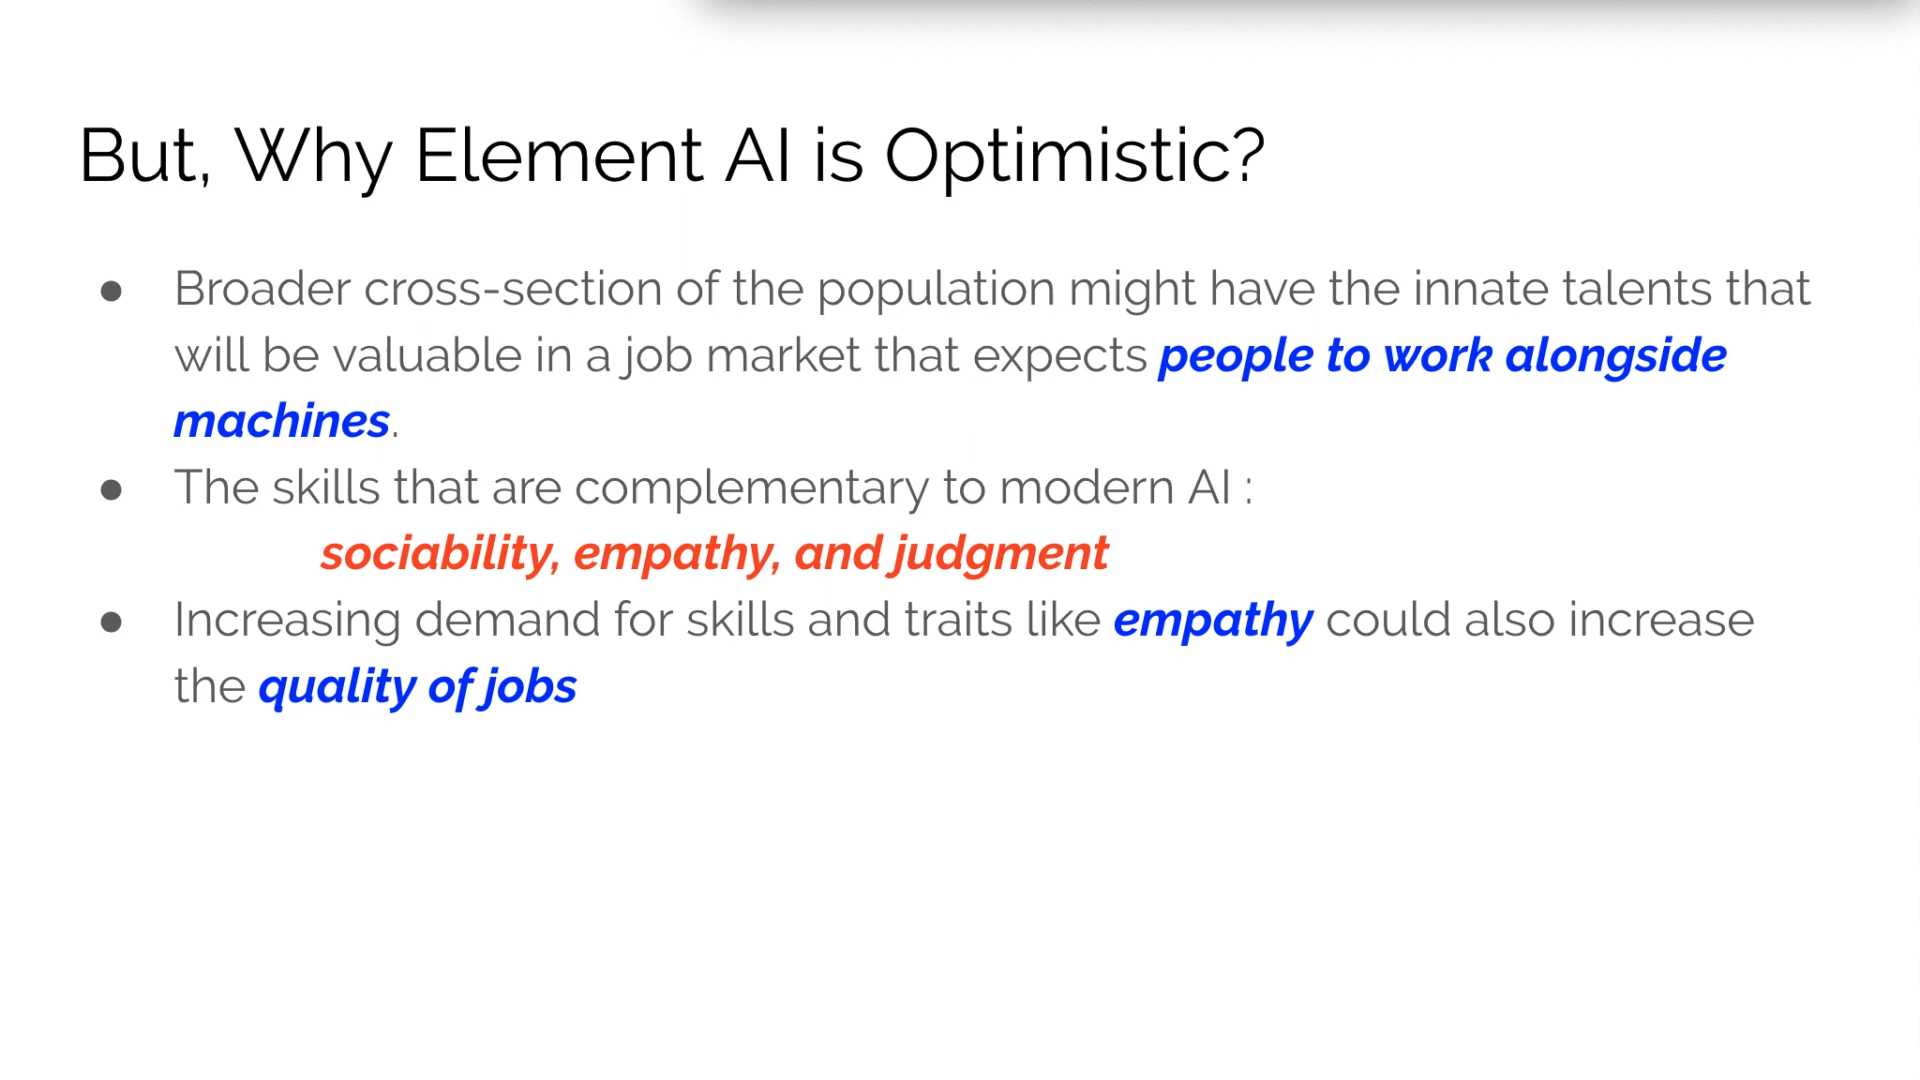 But, Why Element AI is Optimistic?
● Broader cross-section of the population might have the innate talents that
will be valuable in a job market that expects people to work alongside
machines.
● The skills that are complementary to modern AI :
sociability, empathy, and judgment
● Increasing demand for skills and traits like empathy could also increase
the quality of jobs